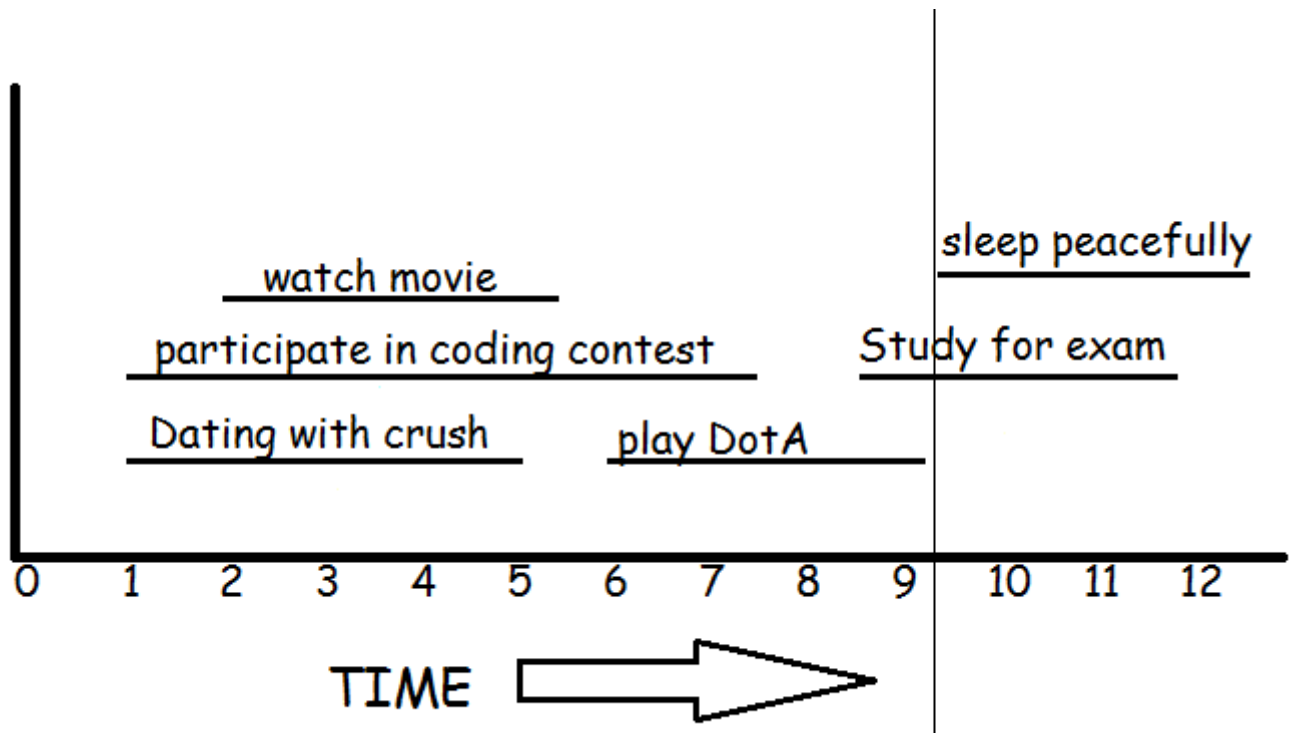 sleep peacefully
watch movie
participate in coding contest
Study for exam
Dating with crush
play DotA
0 1 2 3 4 5 6 7 8 9 10 11 12
TIME